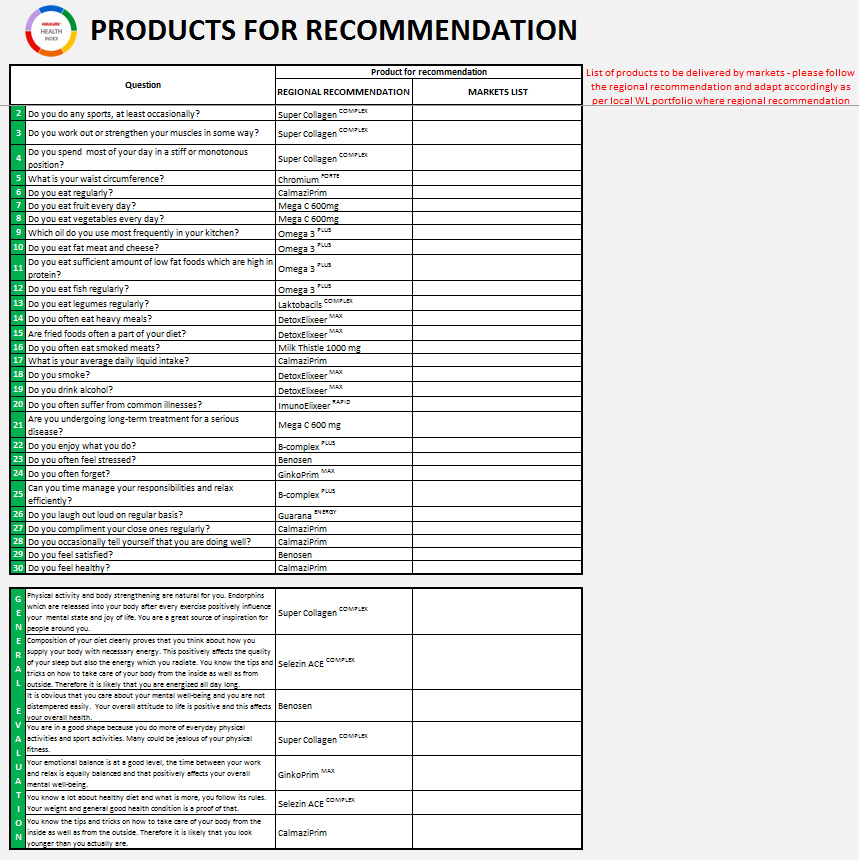 WALMARK
HEALTH
INDEX
PRODUCTS FOR RECOMMENDATION
Question
Product for recommendation
REGIONAL RECOMMENDATION
MARKETS LIST
List of products to be delivered by markets - please follow
the regional recommendation and adapt accordingly as
per local WL portfolio where regional recommendation
2 Do you do any sports, at least occasionally? Super Collagen COMPLEX
3 Do you work out or strengthen your muscles in some way? Super Collagen COMPLEX
4 Do you spend most of your day in a stiff or monotonous
position? Super Collagen COMPLEX
5 What is your waist circumference? Chromium FORTE
6 Do you eat regularly? CalmaziPrim
7 Do you eat fruit every day? Mega C 600mg
8 Do you eat vegetables every day? Mega C 600mg
9 Which oil do you use most frequently in your kitchen? Omega 3 PLUS
10 Do you eat fat meat and cheese? Omega 3 PLUS
11 Do you eat sufficient amount of low fat foods which are high in
protein? Omega 3 PLUS
12 Do you eat fish regularly? Omega 3 PLUS
13 Do you eat legumes regularly? Laktobacils COMPLEX
14 Do you often eat heavy meals? DetoxElixeer MAX
15 Are fried foods often a part of your diet? DetoxElixeer MAX
16 Do you often eat smoked meats? Milk Thistle 1000 mg
17 What is your average daily liquid intake? CalmaziPrim
18 Do you smoke? DetoxElixeer MAX
19 Do you drink alcohol? DetoxElixeer MAX
20 Do you often suffer from common illnesses? ImunoElixeer RAPID
21 Are you undergoing long-term treatment for a serious
disease? Mega C 600 mg
22 Do you enjoy what you do? B-complex PLUS
23 Do you often feel stressed? Benosen
24 Do you often forget? GinkoPrim MAX
25 Can you time manage your responsibilities and relax
efficiently? B-complex PLUS
26 Do you laugh out loud on regular basis? Guarana ENERGY
27 Do you compliment your close ones regularly? CalmaziPrim
28 Do you occasionally tell yourself that you are doing well? CalmaziPrim
29 Do you feel satisfied? Benosen
30 Do you feel healthy? CalmaziPrim
GENERAL EVALUATION
Physical activity and body strengthening are natural for you. Endorphins
which are released into your body after every exercise positively influence
your mental state and joy of life. You are a great source of inspiration for
people around you.
Super Collagen COMPLEX
Composition of your diet clearly proves that you think about how you
supply your body with necessary energy. This positively affects the quality
of your sleep but also the energy which you radiate. You know the tips and
tricks on how to take care of your body from the inside as well as from
outside. Therefore it is likely that you are energized all day long.
Selezin ACE COMPLEX
It is obvious that you care about your mental well-being and you are not
distempered easily. Your overall attitude to life is positive and this affects
your overall health.
Benosen
You are in a good shape because you do more of everyday physical
activities and sport activities. Many could be jealous of your physical
fitness.
Super Collagen COMPLEX
Your emotional balance is at a good level, the time between your work
and relax is equally balanced and that positively affects your overall
mental well-being.
GinkoPrim MAX
You know a lot about healthy diet and what is more, you follow its rules.
Your weight and general good health condition is a proof of that.
Selezin ACE COMPLEX
You know the tips and tricks on how to take care of your body from the
inside as well as from the outside. Therefore it is likely that you look
younger than you actually are.
CalmaziPrim